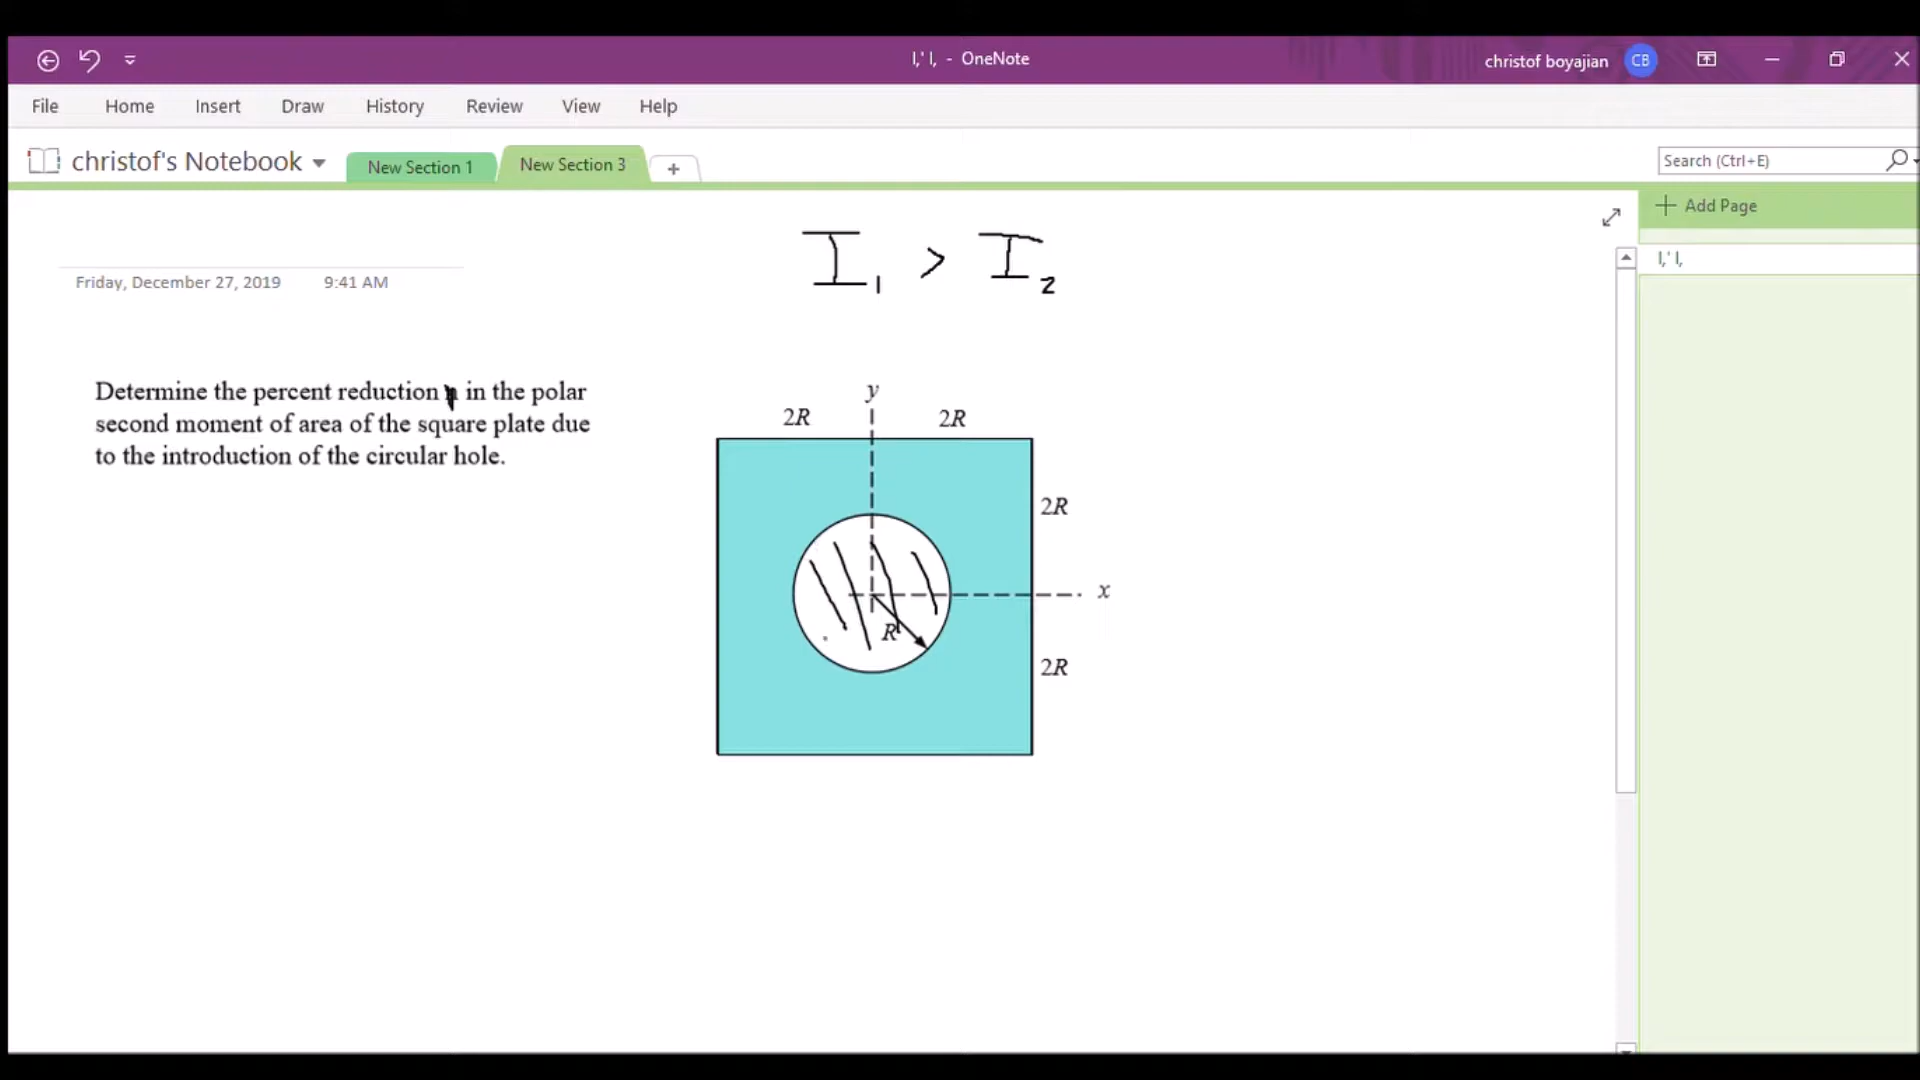 l,' l, - OneNote
christof boyajian CB
File Home Insert Draw History Review View Help
christof's Notebook New Section 1 New Section 3 +
Search (Ctrl+E)
Add Page
l,' l,
I₁ > I₂
Friday, December 27, 2019 9:41 AM
Determine the percent reduction in the polar
second moment of area of the square plate due
to the introduction of the circular hole.
y
2R 2R
2R
x
R
2R